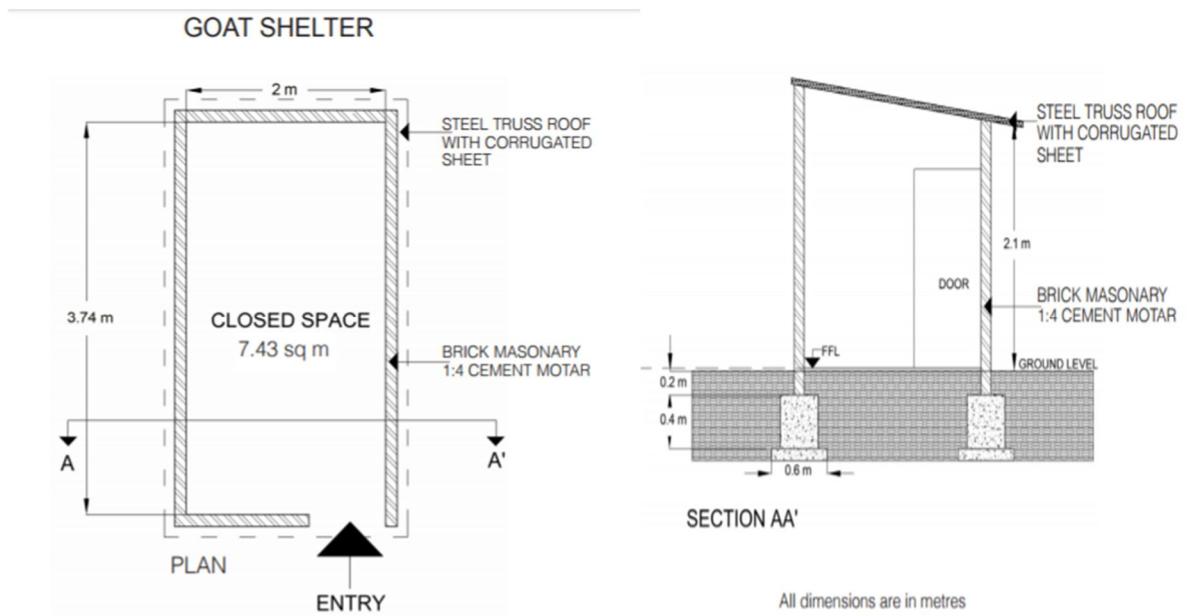 GOAT SHELTER
2 m
STEEL TRUSS ROOF
WITH CORRUGATED
SHEET
3.74 m
CLOSED SPACE
7.43 sq m
BRICK MASONARY
1:4 CEMENT MOTAR
A
A'
PLAN
ENTRY
STEEL TRUSS ROOF
WITH CORRUGATED
SHEET
2.1 m
DOOR
BRICK MASONARY
1:4 CEMENT MOTAR
FFL
GROUND LEVEL
0.2 m
0.4 m
0.6 m
SECTION AA'
All dimensions are in metres